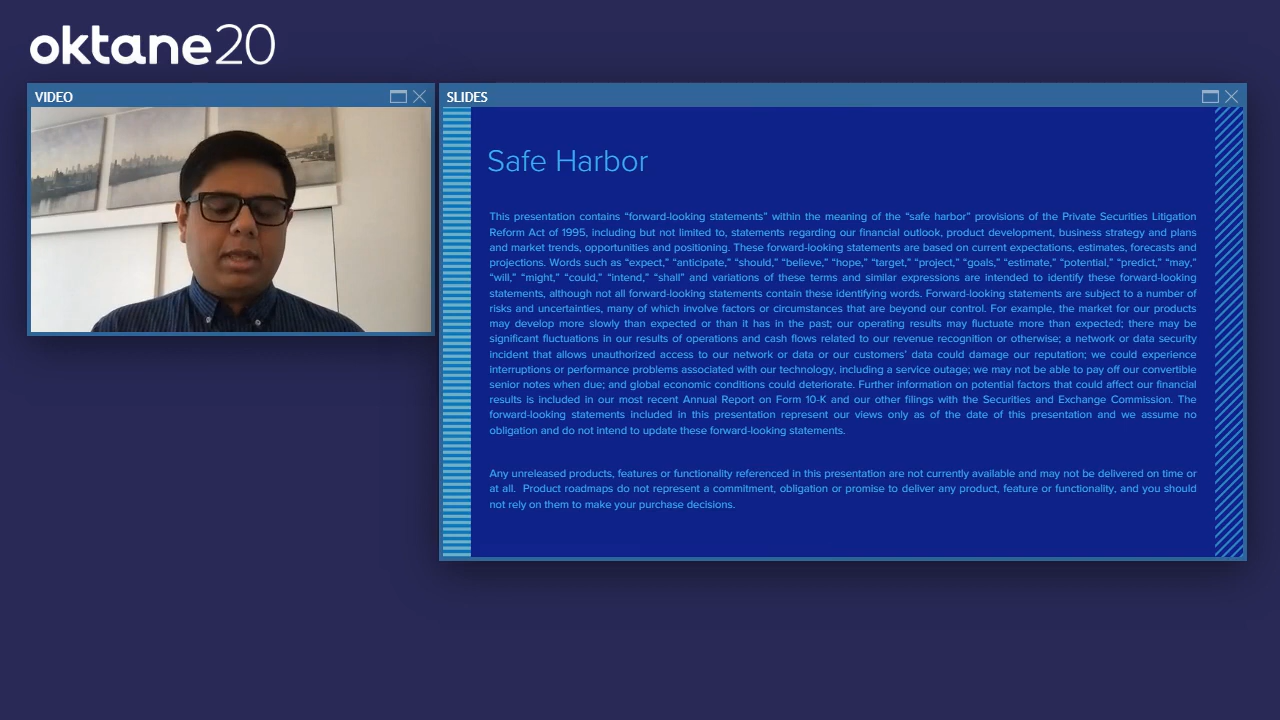 oktane20
VIDEO
SLIDES
Safe Harbor
This presentation contains “forward-looking statements” within the meaning of the “safe harbor” provisions of the Private Securities Litigation
Reform Act of 1995, including but not limited to, statements regarding our financial outlook, product development, business strategy and plans
and market trends, opportunities and positioning. These forward-looking statements are based on current expectations, estimates, forecasts and
projections. Words such as “expect,” “anticipate,” “should,” “believe,” “hope,” “target,” “project,” “goals,” “estimate,” “potential,” “predict,” “may,”
“will,” “might,” “could,” “intend,” “shall” and variations of these terms and similar expressions are intended to identify these forward-looking
statements, although not all forward-looking statements contain these identifying words. Forward-looking statements are subject to a number of
risks and uncertainties, many of which involve factors or circumstances that are beyond our control. For example, the market for our products
may develop more slowly than expected or than it has in the past; our operating results may fluctuate more than expected; there may be
significant fluctuations in our results of operations and cash flows related to our revenue recognition or otherwise; a network or data security
incident that allows unauthorized access to our network or data or our customers’ data could damage our reputation; we could experience
interruptions or performance problems associated with our technology, including a service outage; we may not be able to pay off our convertible
senior notes when due; and global economic conditions could deteriorate. Further information on potential factors that could affect our financial
results is included in our most recent Annual Report on Form 10-K and our other filings with the Securities and Exchange Commission. The
forward-looking statements included in this presentation represent our views only as of the date of this presentation and we assume no
obligation and do not intend to update these forward-looking statements.
Any unreleased products, features or functionality referenced in this presentation are not currently available and may not be delivered on time or
at all. Product roadmaps do not represent a commitment, obligation or promise to deliver any product, feature or functionality, and you should
not rely on them to make your purchase decisions.